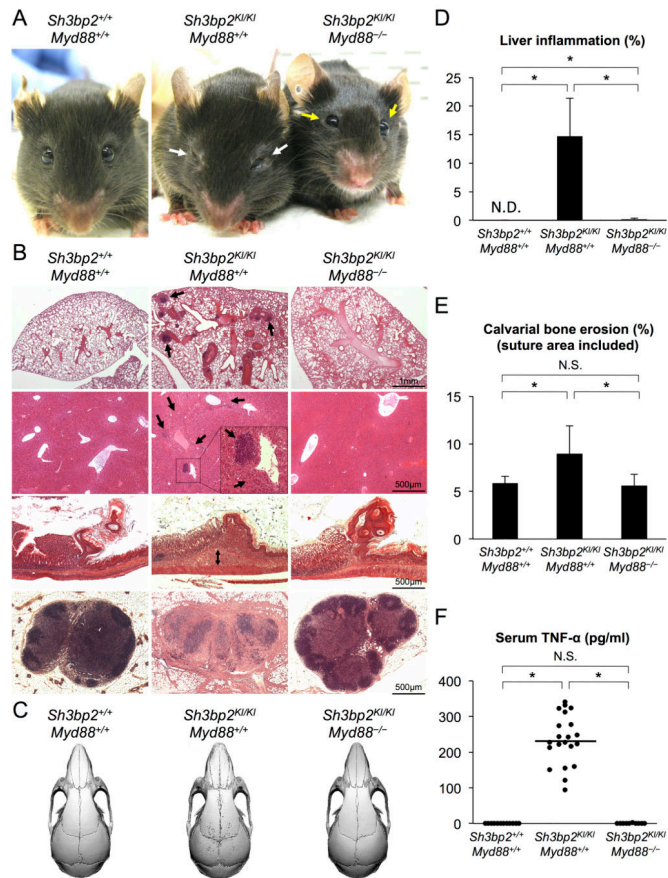 A
Sh3bp2+/+
Myd88+/+
Sh3bp2KI/KI
Myd88+/+
Sh3bp2KI/KI
Myd88−/−
B
Sh3bp2+/+
Myd88+/+
Sh3bp2KI/KI
Myd88+/+
Sh3bp2KI/KI
Myd88−/−
1mm
500μm
500μm
500μm
C
Sh3bp2+/+
Myd88+/+
Sh3bp2KI/KI
Myd88+/+
Sh3bp2KI/KI
Myd88−/−
D
Liver inflammation (%)
*
*
*
25
20
15
10
5
0
N.D.
Sh3bp2+/+
Myd88+/+
Sh3bp2KI/KI
Myd88+/+
Sh3bp2KI/KI
Myd88−/−
E
Calvarial bone erosion (%)
(suture area included)
N.S.
*
*
15
10
5
0
Sh3bp2+/+
Myd88+/+
Sh3bp2KI/KI
Myd88+/+
Sh3bp2KI/KI
Myd88−/−
F
Serum TNF-α (pg/ml)
N.S.
*
*
400
300
200
100
0
Sh3bp2+/+
Myd88+/+
Sh3bp2KI/KI
Myd88+/+
Sh3bp2KI/KI
Myd88−/−